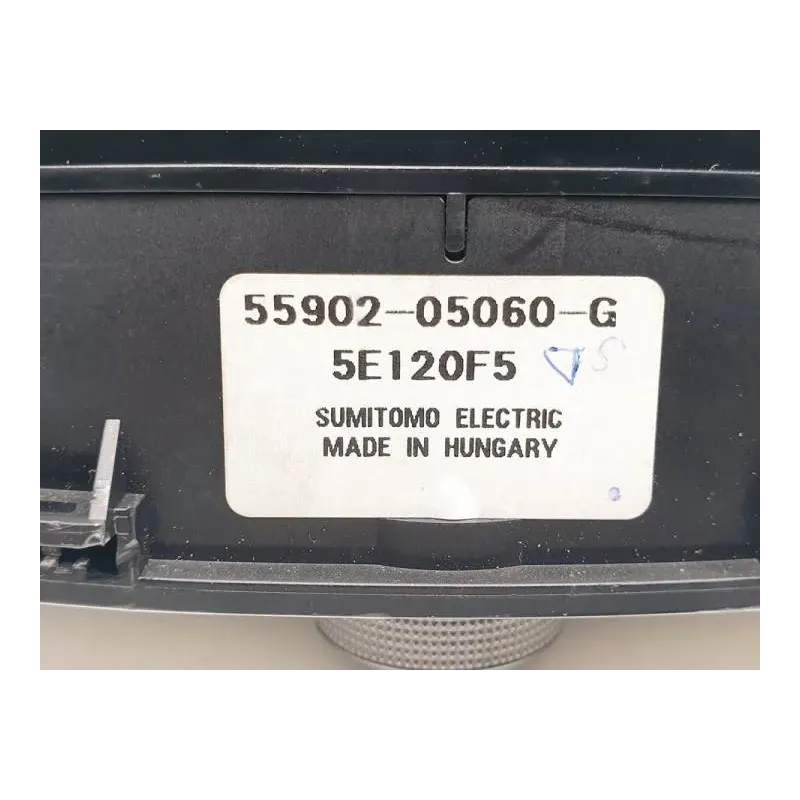 55902-05060-G
5E120F5
SUMITOMO ELECTRIC
MADE IN HUNGARY